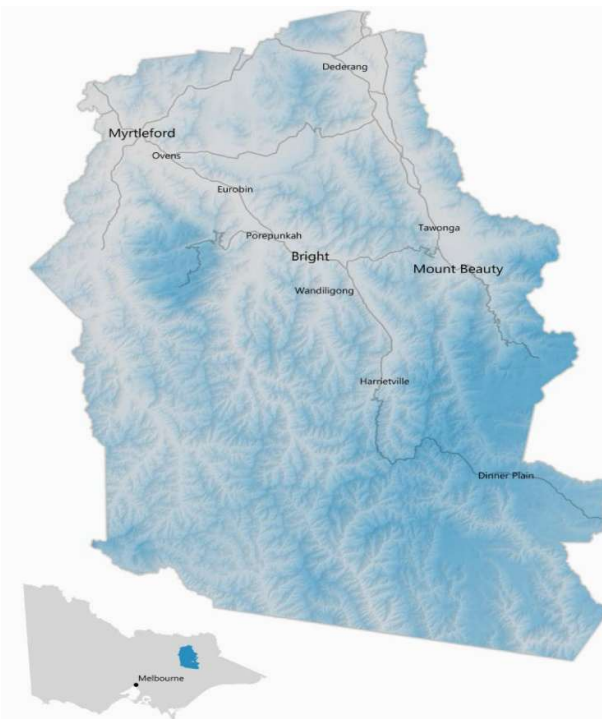 Dederang
Myrtleford
Ovens
Eurobin
Porepunkah
Tawonga
Bright
Mount Beauty
Wandiligong
Harrietville
Dinner Plain
Melbourne